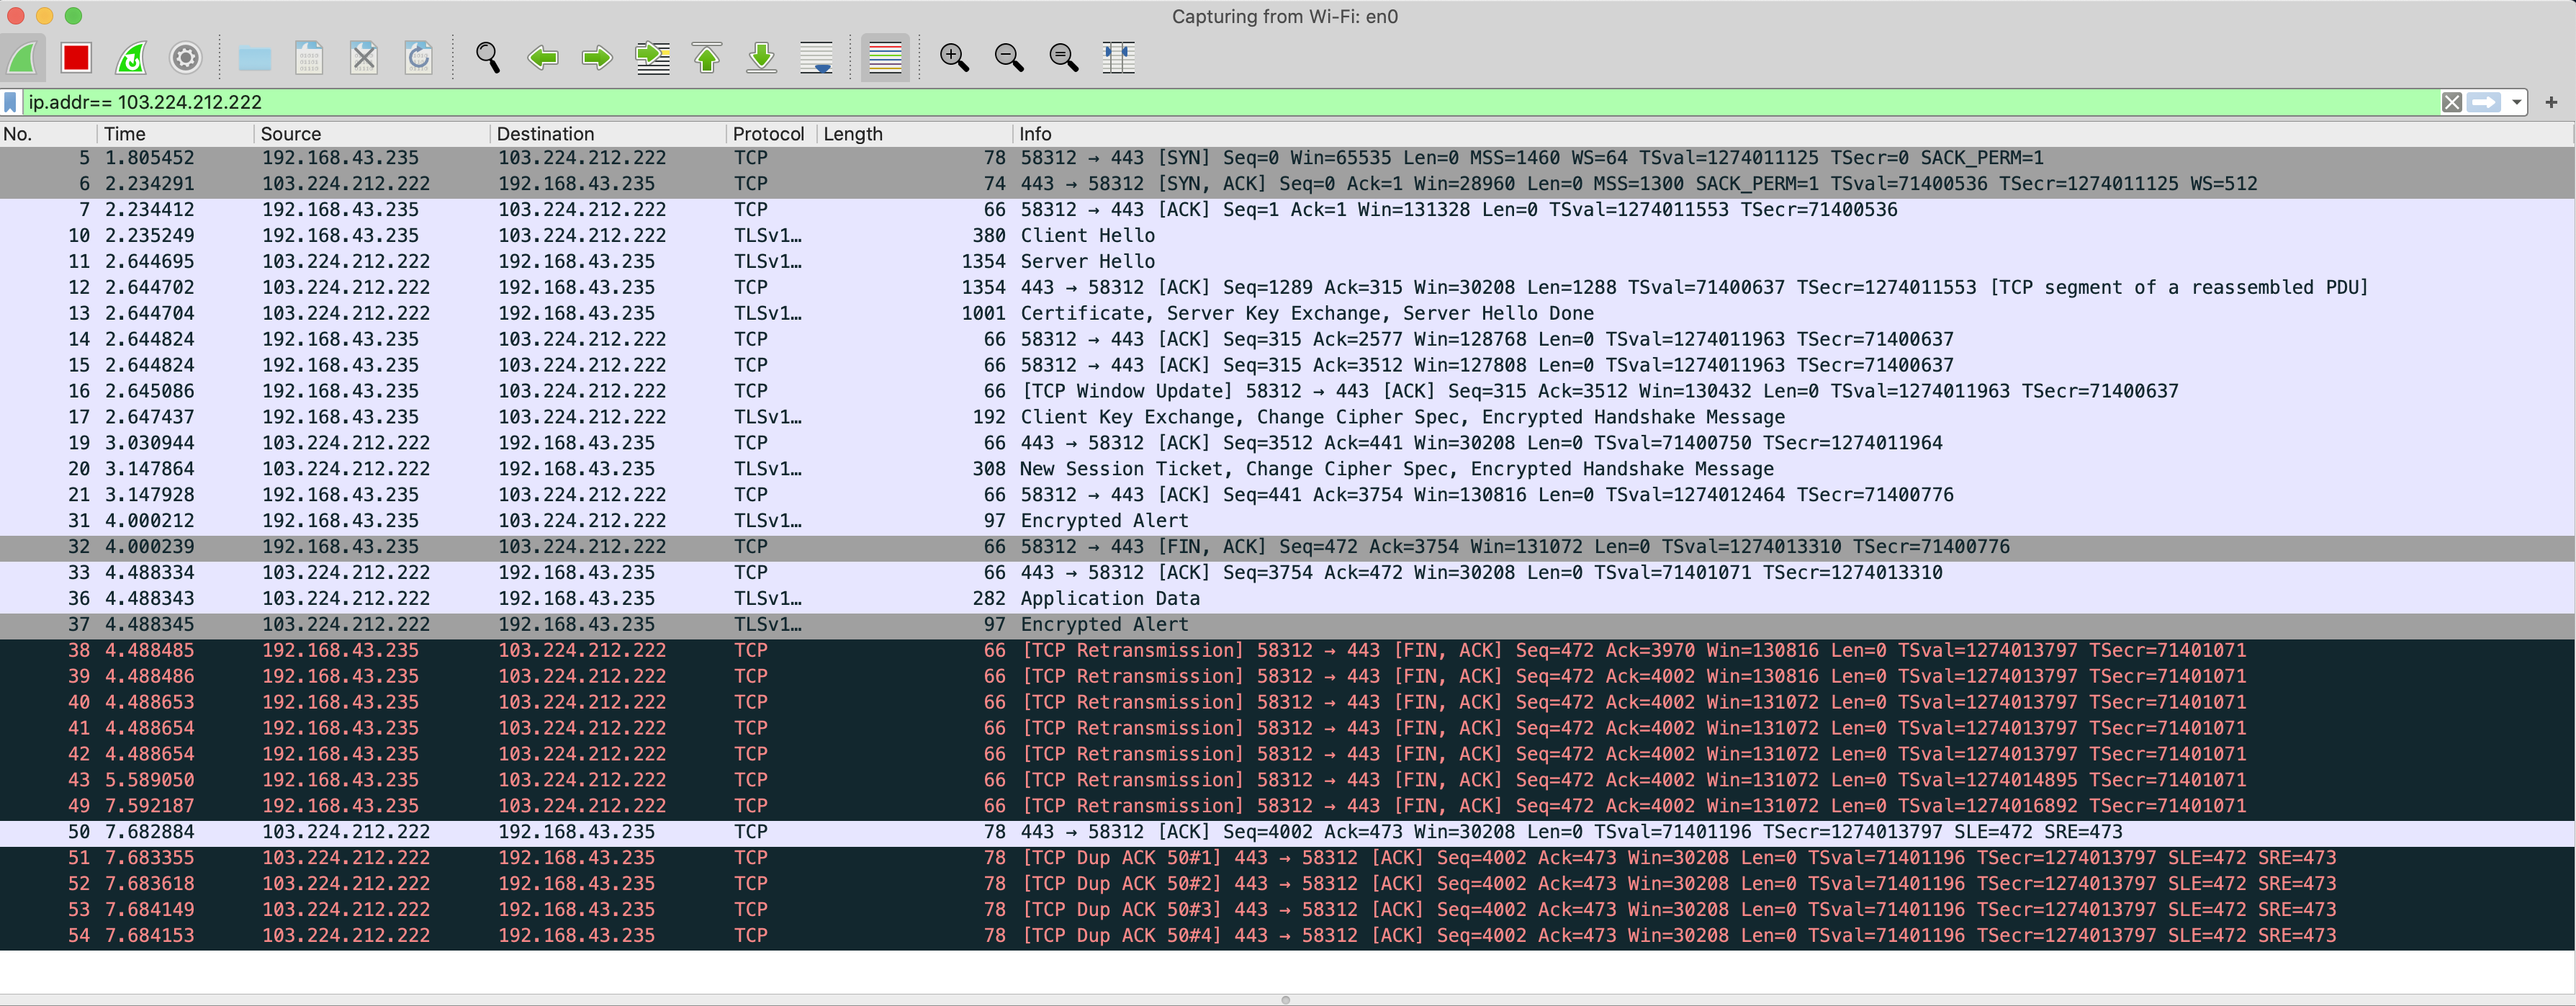 Capturing from Wi-Fi: en0
ip.addr== 103.224.212.222
No. Time Source Destination Protocol Length Info
5 1.805452 192.168.43.235 103.224.212.222 TCP 78 58312 → 443 [SYN] Seq=0 Win=65535 Len=0 MSS=1460 WS=64 TSval=1274011125 TSecr=0 SACK_PERM=1
6 2.234291 103.224.212.222 192.168.43.235 TCP 74 443 → 58312 [SYN, ACK] Seq=0 Ack=1 Win=28960 Len=0 MSS=1300 SACK_PERM=1 TSval=71400536 TSecr=1274011125 WS=512
7 2.234412 192.168.43.235 103.224.212.222 TCP 66 58312 → 443 [ACK] Seq=1 Ack=1 Win=131328 Len=0 TSval=1274011553 TSecr=71400536
10 2.235249 192.168.43.235 103.224.212.222 TLSv1… 380 Client Hello
11 2.644695 103.224.212.222 192.168.43.235 TLSv1… 1354 Server Hello
12 2.644702 103.224.212.222 192.168.43.235 TCP 1354 443 → 58312 [ACK] Seq=1289 Ack=315 Win=30208 Len=1288 TSval=71400637 TSecr=1274011553 [TCP segment of a reassembled PDU]
13 2.644704 103.224.212.222 192.168.43.235 TLSv1… 1001 Certificate, Server Key Exchange, Server Hello Done
14 2.644824 192.168.43.235 103.224.212.222 TCP 66 58312 → 443 [ACK] Seq=315 Ack=2577 Win=128768 Len=0 TSval=1274011963 TSecr=71400637
15 2.644824 192.168.43.235 103.224.212.222 TCP 66 58312 → 443 [ACK] Seq=315 Ack=3512 Win=127808 Len=0 TSval=1274011963 TSecr=71400637
16 2.645086 192.168.43.235 103.224.212.222 TCP 66 [TCP Window Update] 58312 → 443 [ACK] Seq=315 Ack=3512 Win=130432 Len=0 TSval=1274011963 TSecr=71400637
17 2.647437 192.168.43.235 103.224.212.222 TLSv1… 192 Client Key Exchange, Change Cipher Spec, Encrypted Handshake Message
19 3.030944 103.224.212.222 192.168.43.235 TCP 66 443 → 58312 [ACK] Seq=3512 Ack=441 Win=30208 Len=0 TSval=71400750 TSecr=1274011964
20 3.147864 103.224.212.222 192.168.43.235 TLSv1… 308 New Session Ticket, Change Cipher Spec, Encrypted Handshake Message
21 3.147928 192.168.43.235 103.224.212.222 TCP 66 58312 → 443 [ACK] Seq=441 Ack=3754 Win=130816 Len=0 TSval=1274012464 TSecr=71400776
31 4.000212 192.168.43.235 103.224.212.222 TLSv1… 97 Encrypted Alert
32 4.000239 192.168.43.235 103.224.212.222 TCP 66 58312 → 443 [FIN, ACK] Seq=472 Ack=3754 Win=131072 Len=0 TSval=1274013310 TSecr=71400776
33 4.488334 103.224.212.222 192.168.43.235 TCP 66 443 → 58312 [ACK] Seq=3754 Ack=472 Win=30208 Len=0 TSval=71401071 TSecr=1274013310
36 4.488343 103.224.212.222 192.168.43.235 TLSv1… 282 Application Data
37 4.488345 103.224.212.222 192.168.43.235 TLSv1… 97 Encrypted Alert
38 4.488485 192.168.43.235 103.224.212.222 TCP 66 [TCP Retransmission] 58312 → 443 [FIN, ACK] Seq=472 Ack=3970 Win=130816 Len=0 TSval=1274013797 TSecr=71401071
39 4.488486 192.168.43.235 103.224.212.222 TCP 66 [TCP Retransmission] 58312 → 443 [FIN, ACK] Seq=472 Ack=4002 Win=130816 Len=0 TSval=1274013797 TSecr=71401071
40 4.488653 192.168.43.235 103.224.212.222 TCP 66 [TCP Retransmission] 58312 → 443 [FIN, ACK] Seq=472 Ack=4002 Win=131072 Len=0 TSval=1274013797 TSecr=71401071
41 4.488654 192.168.43.235 103.224.212.222 TCP 66 [TCP Retransmission] 58312 → 443 [FIN, ACK] Seq=472 Ack=4002 Win=131072 Len=0 TSval=1274013797 TSecr=71401071
42 4.488654 192.168.43.235 103.224.212.222 TCP 66 [TCP Retransmission] 58312 → 443 [FIN, ACK] Seq=472 Ack=4002 Win=131072 Len=0 TSval=1274013797 TSecr=71401071
43 5.589050 192.168.43.235 103.224.212.222 TCP 66 [TCP Retransmission] 58312 → 443 [FIN, ACK] Seq=472 Ack=4002 Win=131072 Len=0 TSval=1274014895 TSecr=71401071
49 7.592187 192.168.43.235 103.224.212.222 TCP 66 [TCP Retransmission] 58312 → 443 [FIN, ACK] Seq=472 Ack=4002 Win=131072 Len=0 TSval=1274016892 TSecr=71401071
50 7.682884 103.224.212.222 192.168.43.235 TCP 78 443 → 58312 [ACK] Seq=4002 Ack=473 Win=30208 Len=0 TSval=71401196 TSecr=1274013797 SLE=472 SRE=473
51 7.683355 103.224.212.222 192.168.43.235 TCP 78 [TCP Dup ACK 50#1] 443 → 58312 [ACK] Seq=4002 Ack=473 Win=30208 Len=0 TSval=71401196 TSecr=1274013797 SLE=472 SRE=473
52 7.683618 103.224.212.222 192.168.43.235 TCP 78 [TCP Dup ACK 50#2] 443 → 58312 [ACK] Seq=4002 Ack=473 Win=30208 Len=0 TSval=71401196 TSecr=1274013797 SLE=472 SRE=473
53 7.684149 103.224.212.222 192.168.43.235 TCP 78 [TCP Dup ACK 50#3] 443 → 58312 [ACK] Seq=4002 Ack=473 Win=30208 Len=0 TSval=71401196 TSecr=1274013797 SLE=472 SRE=473
54 7.684153 103.224.212.222 192.168.43.235 TCP 78 [TCP Dup ACK 50#4] 443 → 58312 [ACK] Seq=4002 Ack=473 Win=30208 Len=0 TSval=71401196 TSecr=1274013797 SLE=472 SRE=473